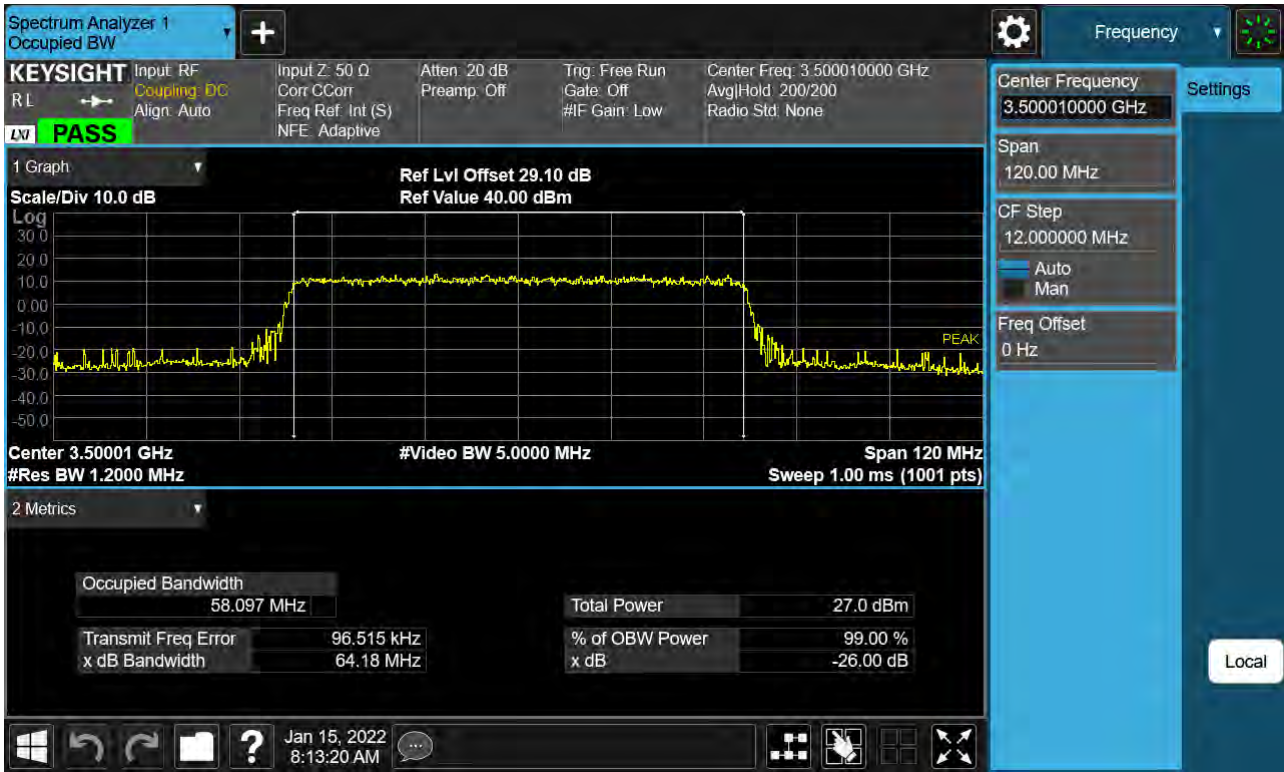 Spectrum Analyzer 1
Occupied BW
+
Frequency
KEYSIGHT
RL
LXI
PASS
Input: RF
Coupling: DC
Align: Auto
Input Z: 50 Ω
Corr CCorr
Freq Ref: Int (S)
NFE: Adaptive
Atten: 20 dB
Preamp: Off
Trig: Free Run
Gate: Off
#IF Gain: Low
Center Freq: 3.500010000 GHz
Avg|Hold: 200/200
Radio Std: None
Center Frequency
3.500010000 GHz
Settings
Span
120.00 MHz
CF Step
12.000000 MHz
Auto
Man
Freq Offset
0 Hz
Local
1 Graph
Scale/Div 10.0 dB
Ref Lvl Offset 29.10 dB
Ref Value 40.00 dBm
Log
30.0
20.0
10.0
0.00
-10.0
-20.0
-30.0
-40.0
-50.0
PEAK
Center 3.50001 GHz
#Video BW 5.0000 MHz
Span 120 MHz
#Res BW 1.2000 MHz
Sweep 1.00 ms (1001 pts)
2 Metrics
Occupied Bandwidth
58.097 MHz
Total Power 27.0 dBm
Transmit Freq Error 96.515 kHz
% of OBW Power 99.00 %
x dB Bandwidth 64.18 MHz
x dB -26.00 dB
?
Jan 15, 2022
8:13:20 AM